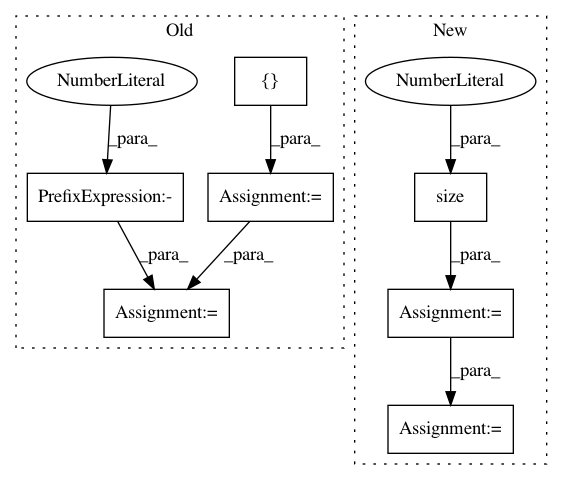 Old
New
NumberLiteral
{}
NumberLiteral
_para_
_para_
_para_
PrefixExpression:-
Assignment:=
size
_para_
_para_
_para_
Assignment:=
Assignment:=
_para_
Assignment:=